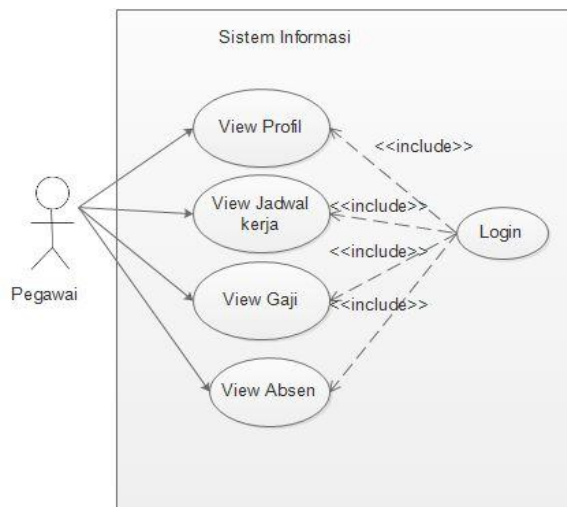 Sistem Informasi
View Profil
<<include>>
View Jadwal
kerja
<<include>>
Login
<<include>>
Pegawai
View Gaji
<<include>>
View Absen